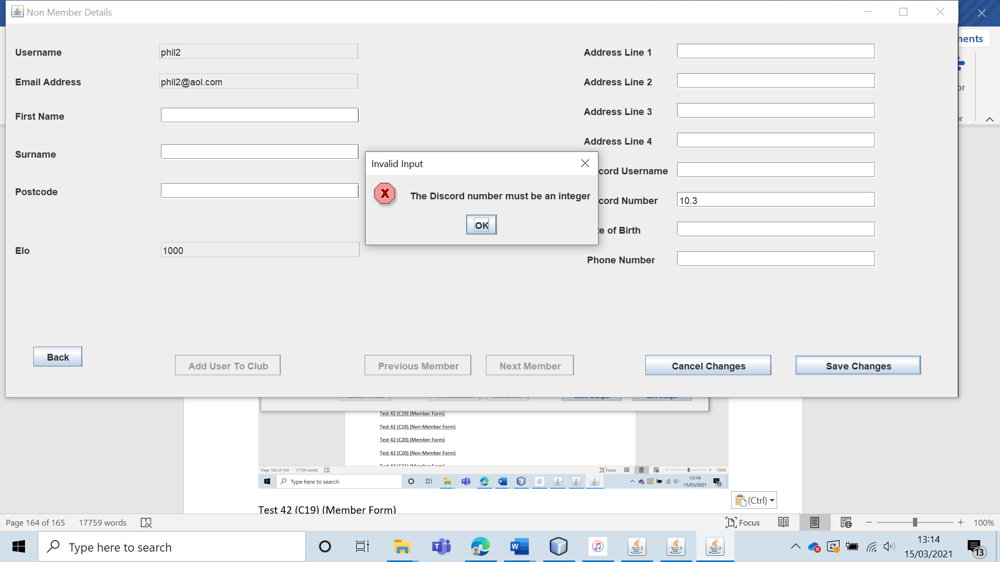 Non Member Details
ments
Username
phil2
Address Line 1
Email Address
phil2@aol.com
Address Line 2
or
First Name
Address Line 3
or
Surname
Address Line 4
Invalid Input
cord Username
Postcode
The Discord number must be an integer
cord Number
10.3
OK
te of Birth
Elo
1000
Phone Number
Back
Add User To Club
Previous Member
Next Member
Cancel Changes
Save Changes
Test 42 (C19) (Member Form)
Test 42 (C19) (Non-Member Form)
Test 42 (C20) (Member Form)
Test 42 (C20) (Non-Member Form)
Page 163 of 164 17759 words
Focus
100%
Type here to search
13:14
15/03/2021
13
(Ctrl)
Test 42 (C19) (Member Form)
Page 164 of 165
17759 words
Focus
100%
Type here to search
13:14
15/03/2021
13